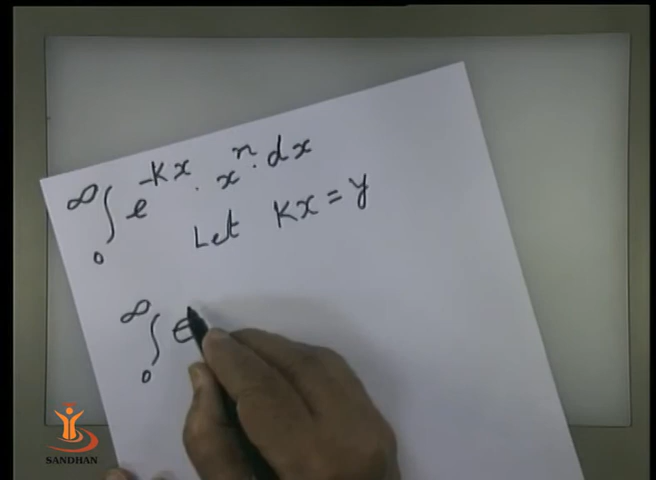 ∞∫0 e^-Kx . x^n . dx
Let Kx = y
∞∫0 e
SANDHAN